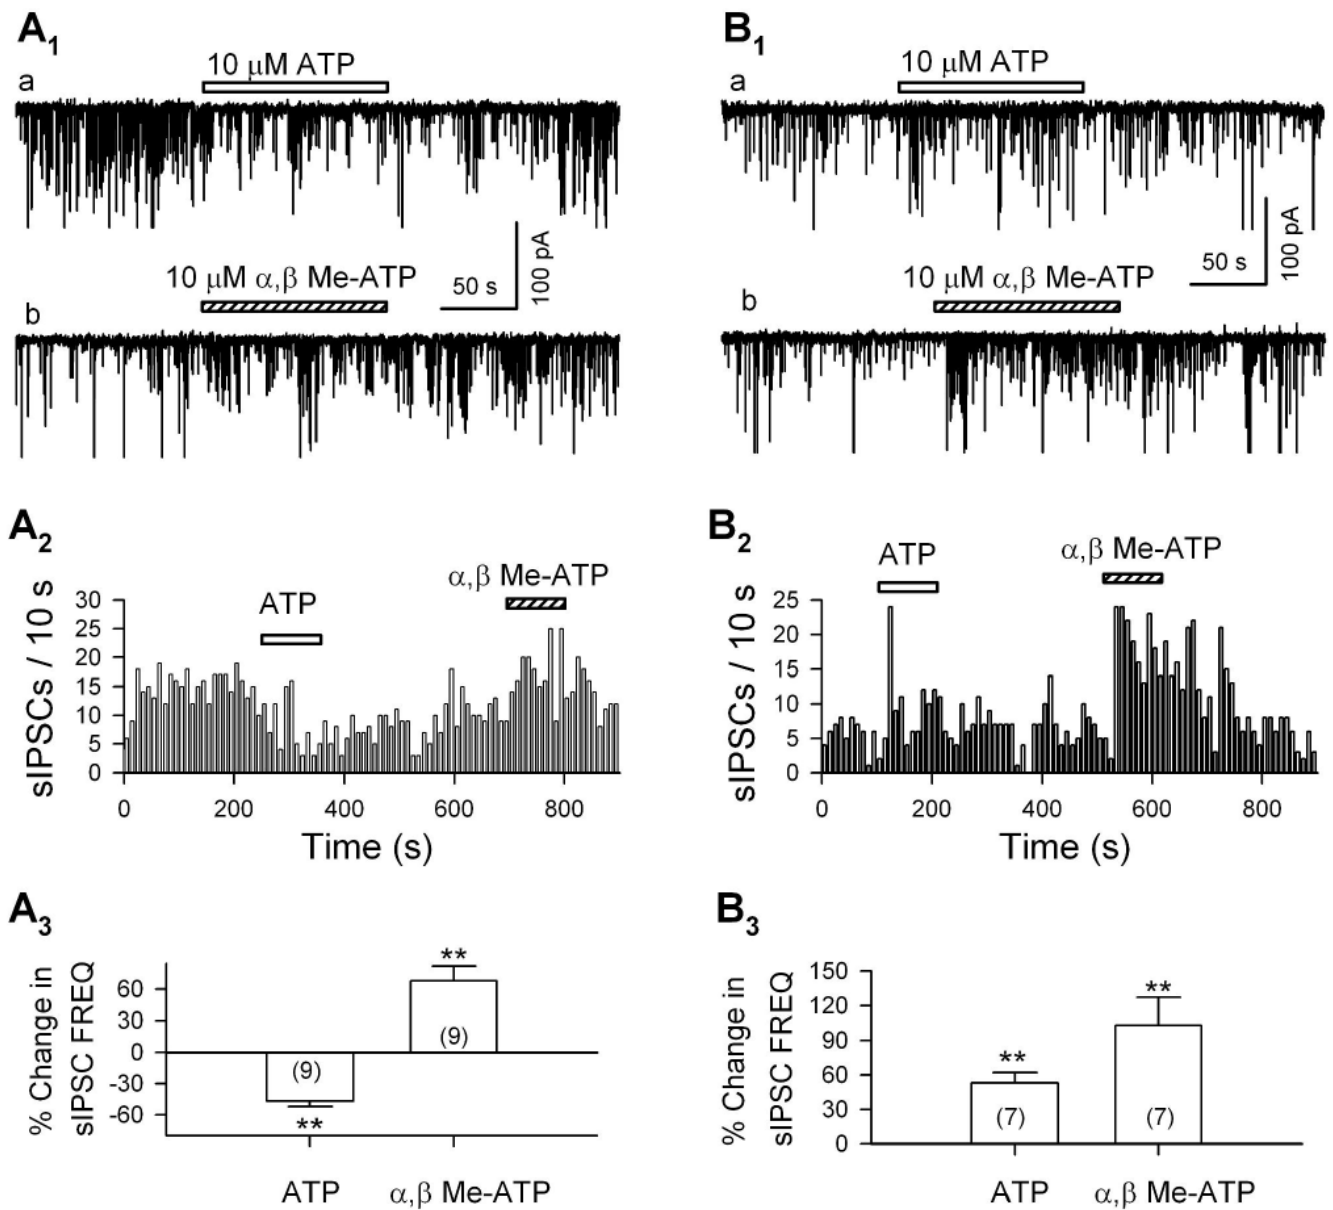 A1
a
10 μM ATP
10 μM α,β Me-ATP
50 s
100 pA
b
B1
a
10 μM ATP
50 s
100 pA
10 μM α,β Me-ATP
b
A2
sIPSCs / 10 s
α,β Me-ATP
ATP
30
25
20
15
10
5
0
0 200 400 600 800
Time (s)
B2
sIPSCs / 10 s
ATP
α,β Me-ATP
25
20
15
10
5
0
0 200 400 600 800
Time (s)
A3
% Change in
sIPSC FREQ
60
30
0
-30
-60
**
(9)
(9)
**
ATP α,β Me-ATP
B3
% Change in
sIPSC FREQ
150
120
90
60
30
0
**
**
(7) (7)
ATP α,β Me-ATP